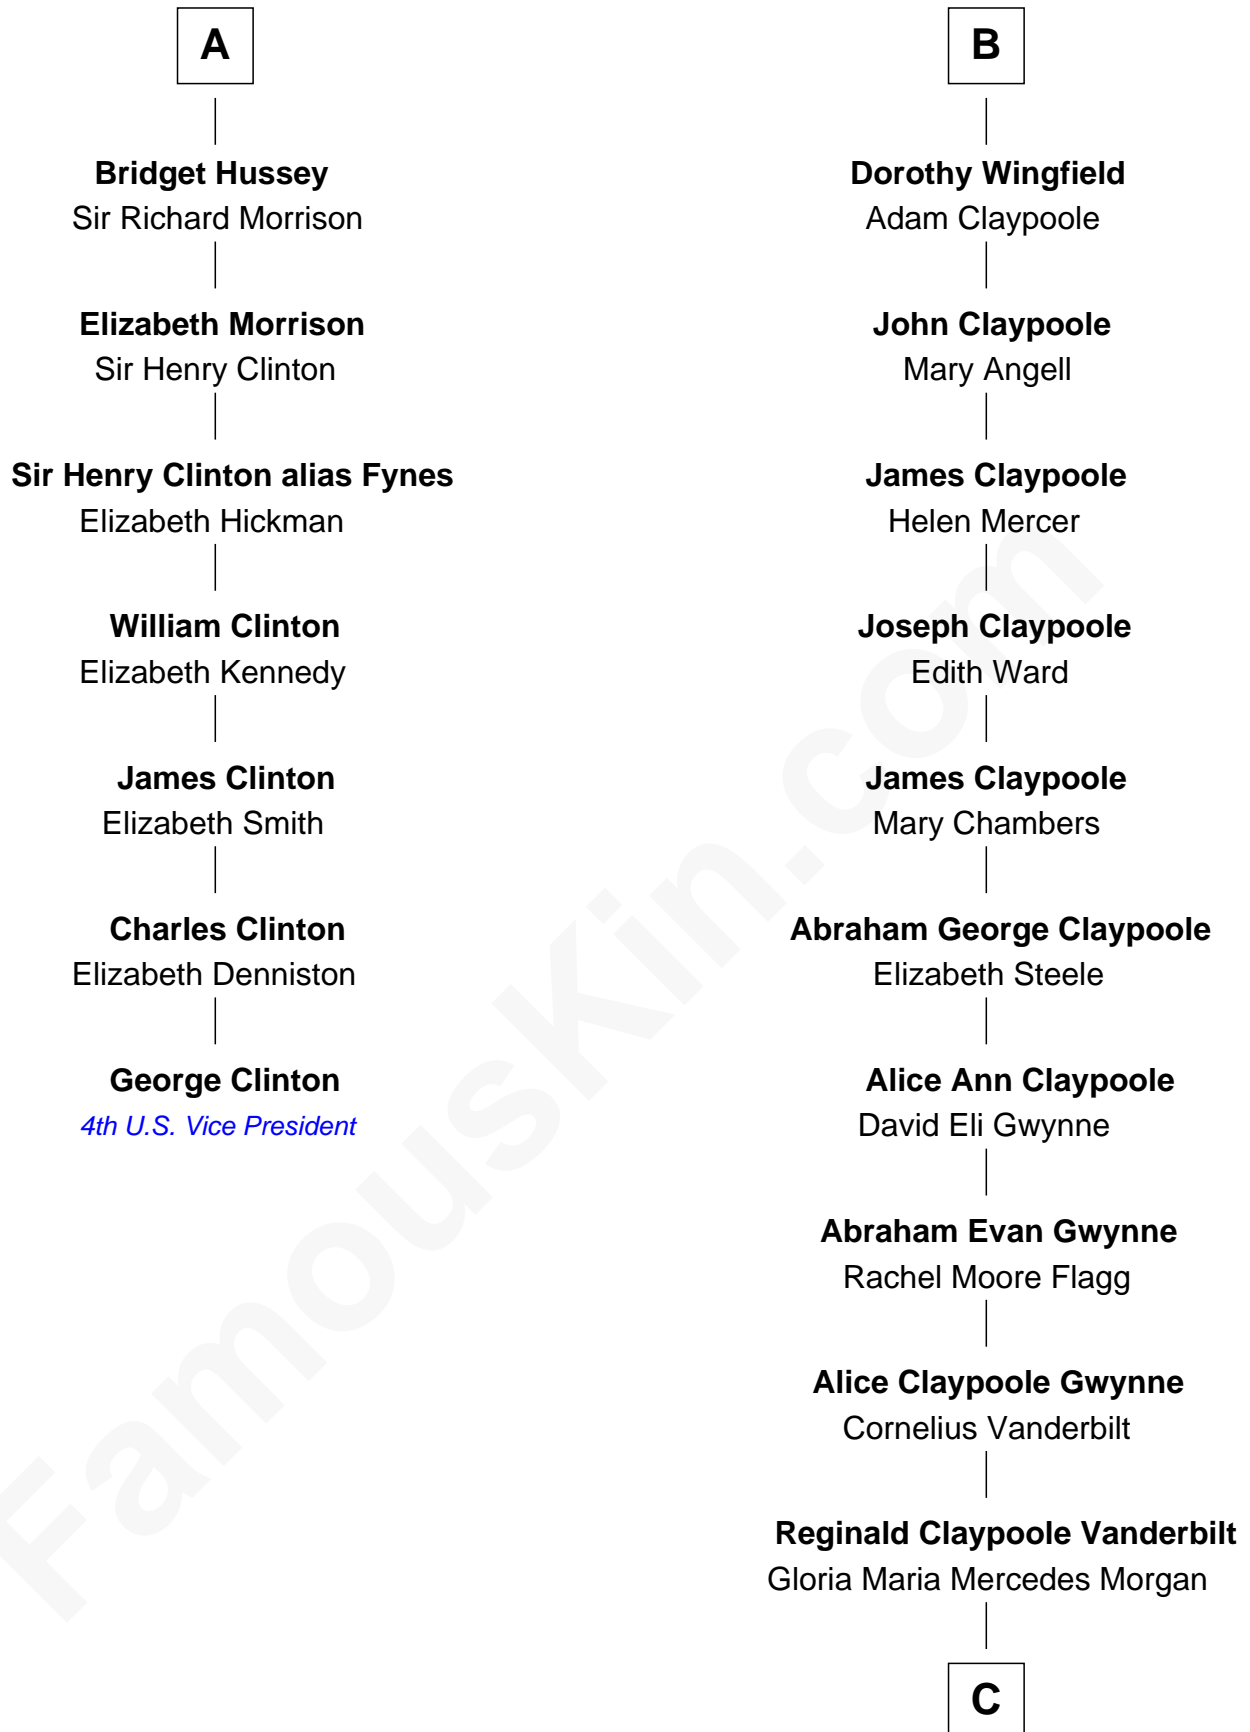 A
Bridget Hussey
Sir Richard Morrison
Elizabeth Morrison
Sir Henry Clinton
Sir Henry Clinton alias Fynes
Elizabeth Hickman
William Clinton
Elizabeth Kennedy
James Clinton
Elizabeth Smith
Charles Clinton
Elizabeth Denniston
George Clinton
4th U.S. Vice President
B
Dorothy Wingfield
Adam Claypoole
John Claypoole
Mary Angell
James Claypoole
Helen Mercer
Joseph Claypoole
Edith Ward
James Claypoole
Mary Chambers
Abraham George Claypoole
Elizabeth Steele
Alice Ann Claypoole
David Eli Gwynne
Abraham Evan Gwynne
Rachel Moore Flagg
Alice Claypoole Gwynne
Cornelius Vanderbilt
Reginald Claypoole Vanderbilt
Gloria Maria Mercedes Morgan
C
FamousKin.com